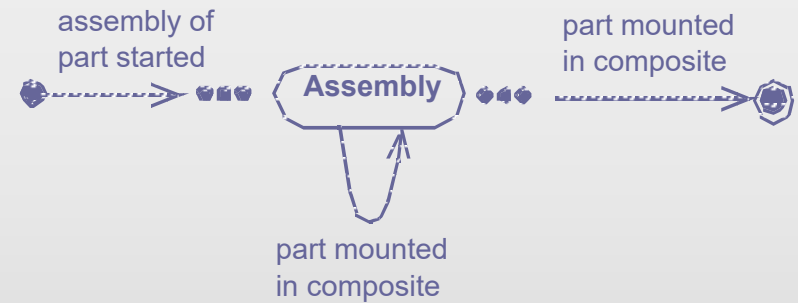 assembly of
part started
Assembly
part mounted
in composite
part mounted
in composite